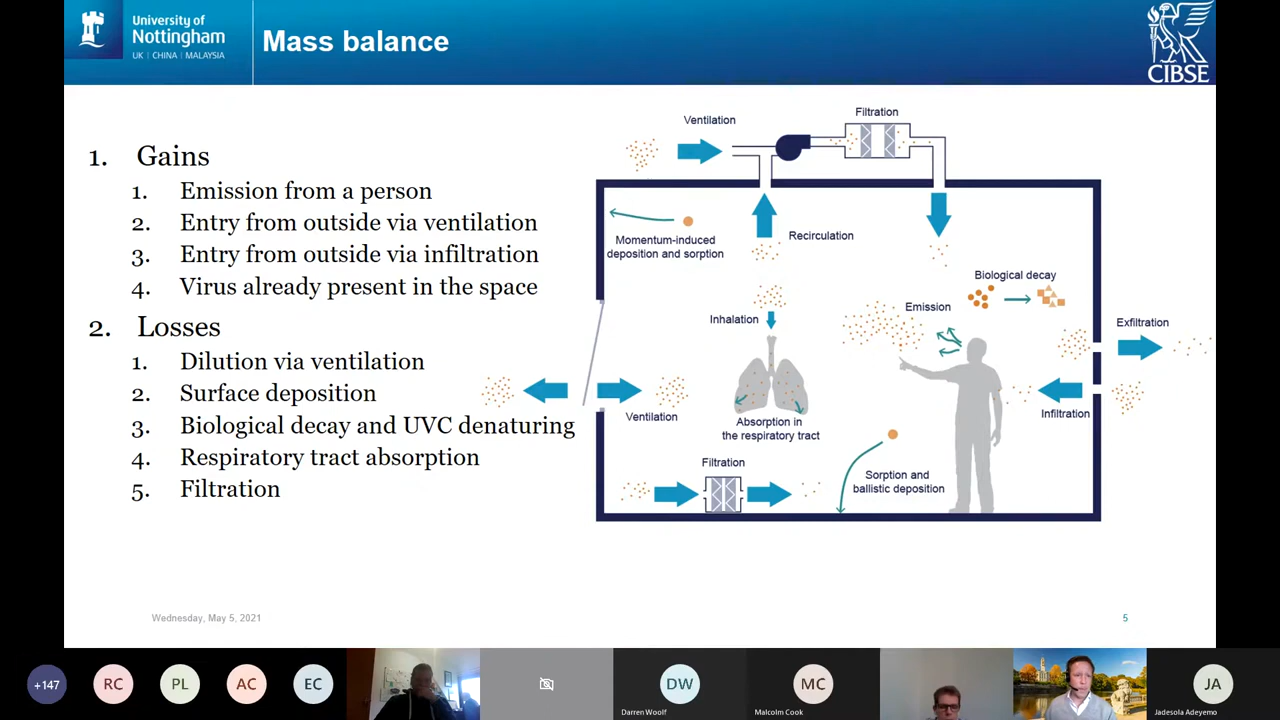 University of
Nottingham
UK | CHINA | MALAYSIA
Mass balance
CIBSE
1. Gains
1. Emission from a person
2. Entry from outside via ventilation
3. Entry from outside via infiltration
4. Virus already present in the space
2. Losses
1. Dilution via ventilation
2. Surface deposition
3. Biological decay and UVC denaturing
4. Respiratory tract absorption
5. Filtration
Ventilation
Filtration
Momentum-induced
deposition and sorption
Recirculation
Biological decay
Emission
Inhalation
Exfiltration
Ventilation
Absorption in
the respiratory tract
Infiltration
Filtration
Sorption and
ballistic deposition
Wednesday, May 5, 2021
5
+147
RC
PL
AC
EC
DW
Darren Woolf
MC
Malcolm Cook
JA
Jadesola Adeyemo